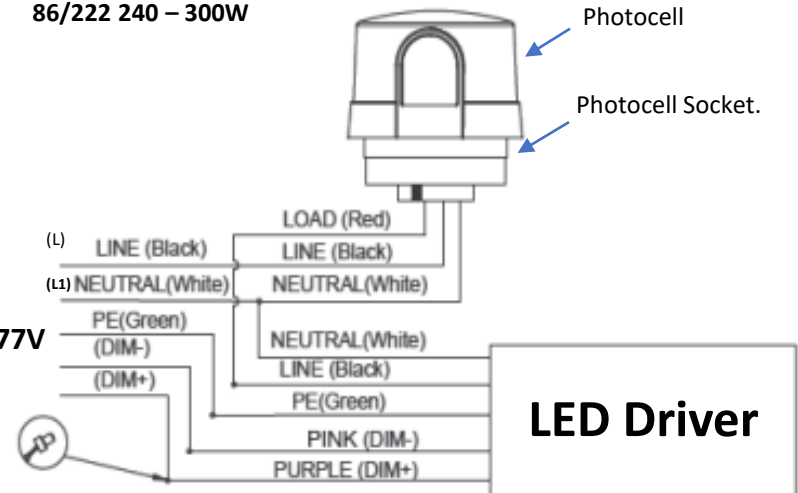 86/222 240 – 300W
Photocell
Photocell Socket.
LOAD (Red)
(L)
LINE (Black)
LINE (Black)
(L1) NEUTRAL(White)
NEUTRAL(White)
PE(Green)
77V
(DIM-)
NEUTRAL(White)
(DIM+)
LINE (Black)
PE(Green)
LED Driver
PINK (DIM-)
PURPLE (DIM+)